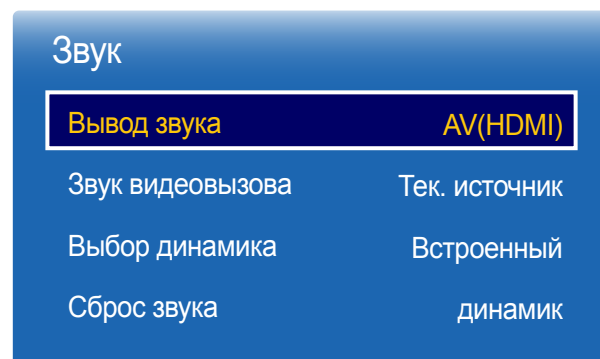 Звук
Вывод звука AV(HDMI)
Звук видеовызова Тек. источник
Выбор динамика Встроенный
Сброс звука динамик